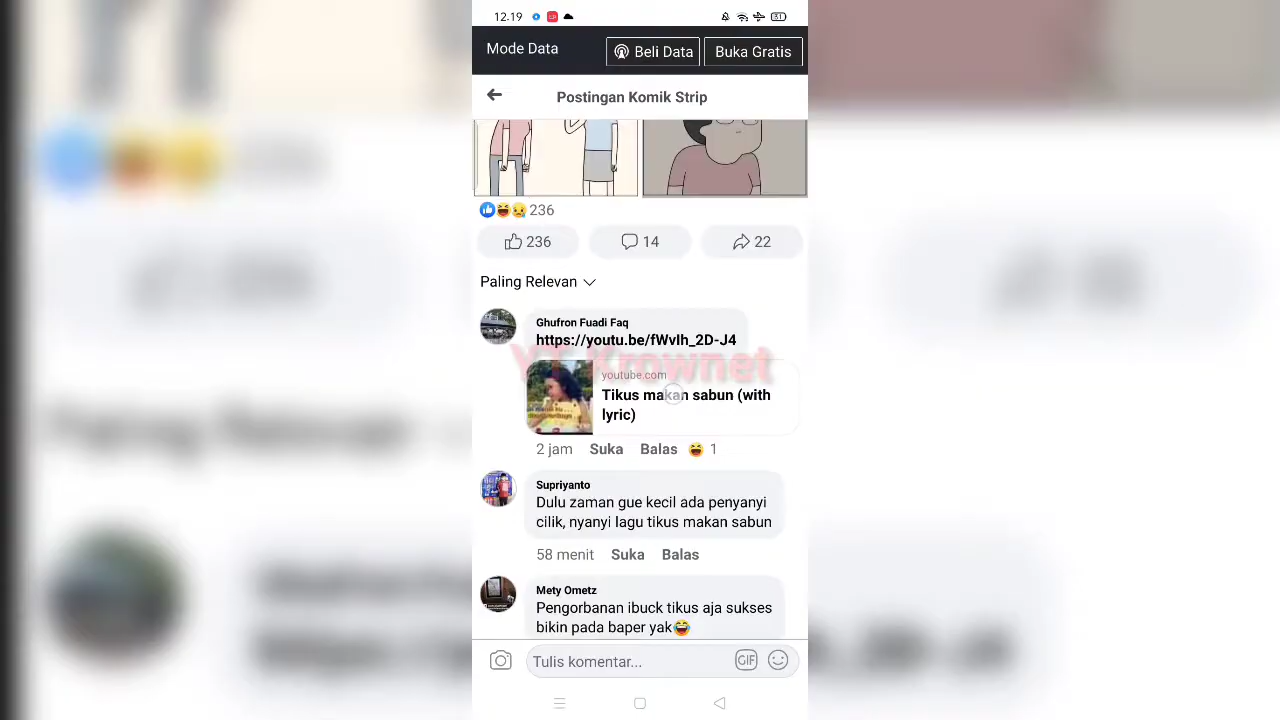 12.19
31
Mode Data
Beli Data
Buka Gratis
Postingan Komik Strip
236
236
14
22
Paling Relevan
Ghufron Fuadi Faq
https://youtu.be/fWvlh_2D-J4
YT Krownet
youtube.com
Tikus makan sabun (with
lyric)
2 jam Suka Balas 1
Supriyanto
Dulu zaman gue kecil ada penyanyi
cilik, nyanyi lagu tikus makan sabun
58 menit Suka Balas
Mety Ometz
Pengorbanan ibuck tikus aja sukses
bikin pada baper yak😂
Tulis komentar...
GIF